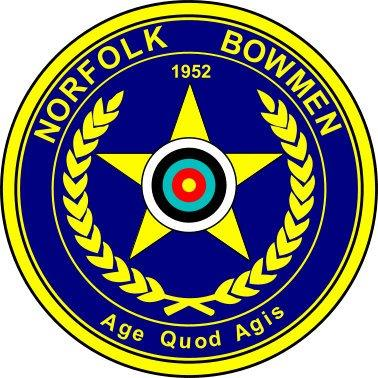 NORFOLK BOWMEN
1952
Age Quod Agis